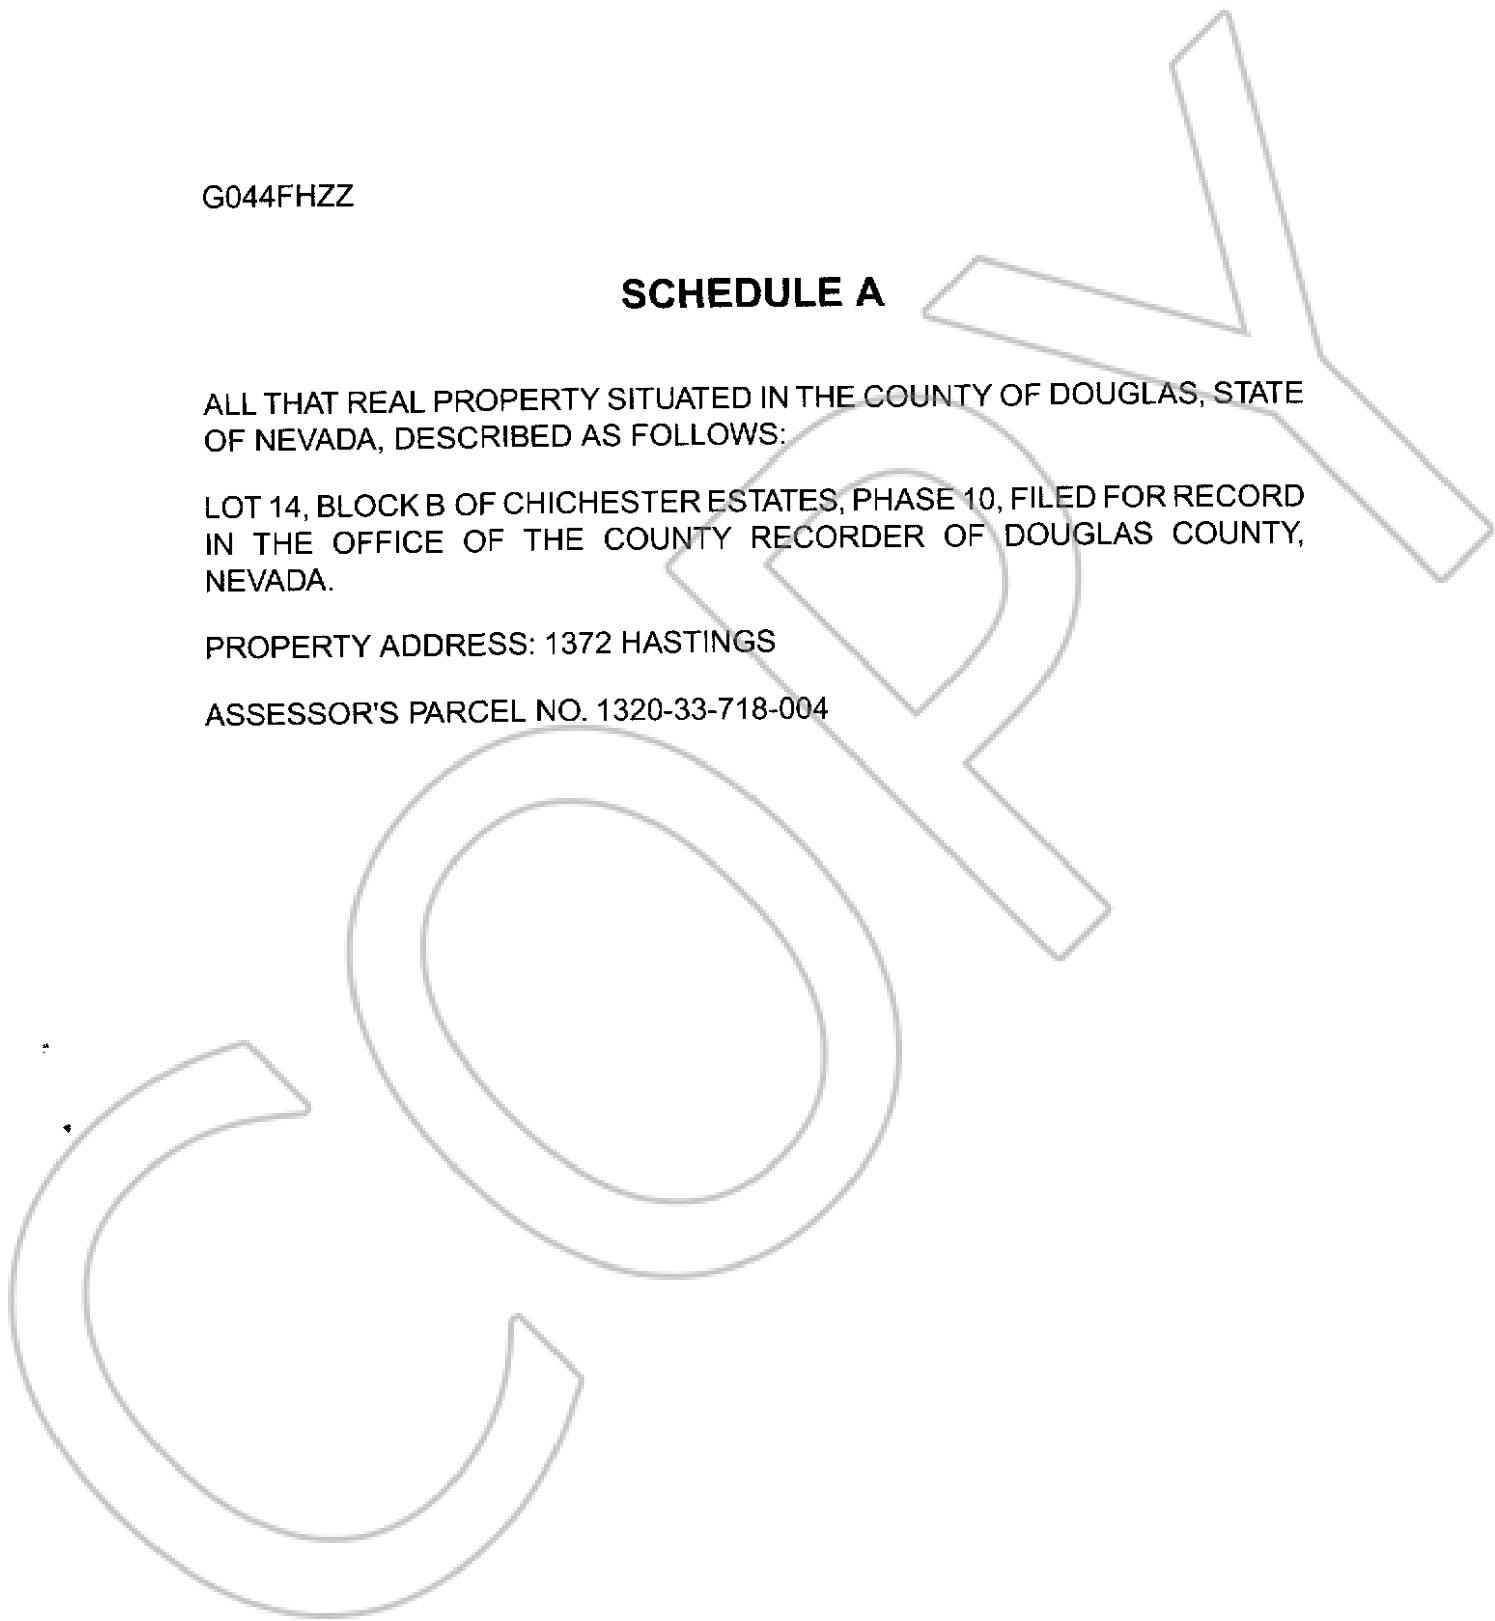 G044FHZZ
SCHEDULE A
ALL THAT REAL PROPERTY SITUATED IN THE COUNTY OF DOUGLAS, STATE
OF NEVADA, DESCRIBED AS FOLLOWS:
LOT 14, BLOCK B OF CHICHESTER ESTATES, PHASE 10, FILED FOR RECORD
IN THE OFFICE OF THE COUNTY RECORDER OF DOUGLAS COUNTY,
NEVADA.
PROPERTY ADDRESS: 1372 HASTINGS
ASSESSOR'S PARCEL NO. 1320-33-718-004
COPY